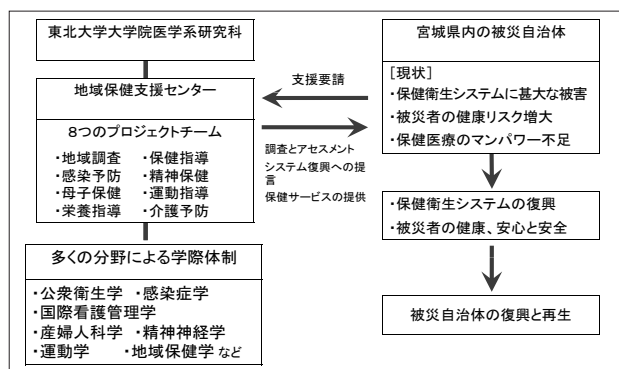 東北大学大学院医学系研究科
地域保健支援センター
8つのプロジェクトチーム
・地域調査 ・保健指導
・感染予防 ・精神保健
・母子保健 ・運動指導
・栄養指導 ・介護予防
多くの分野による学際体制
・公衆衛生学 ・感染症学
・国際看護管理学
・産婦人科学 ・精神神経学
・運動学 ・地域保健学 など
支援要請
調査とアセスメント
システム復興への提
言
保健サービスの提供
宮城県内の被災自治体
[現状]
・保健衛生システムに甚大な被害
・被災者の健康リスク増大
・保健医療のマンパワー不足
・保健衛生システムの復興
・被災者の健康、安心と安全
被災自治体の復興と再生